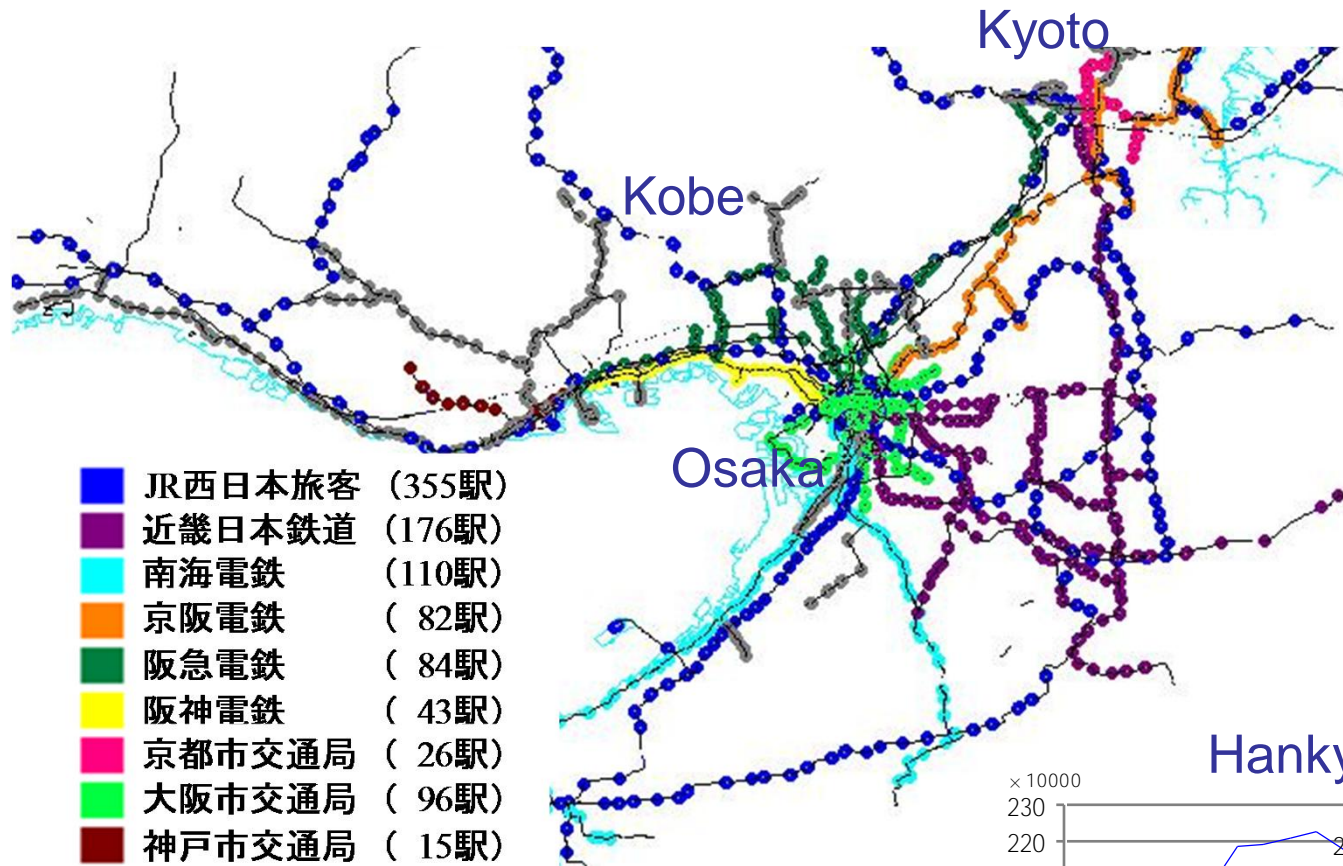 Kyoto
Kobe
Osaka
JR西日本旅客 (355駅)
近畿日本鉄道 (176駅)
南海電鉄 (110駅)
京阪電鉄 ( 82駅)
阪急電鉄 ( 84駅)
阪神電鉄 ( 43駅)
京都市交通局 ( 26駅)
大阪市交通局 ( 96駅)
神戸市交通局 ( 15駅)
Hanky
×10000
230
220
2